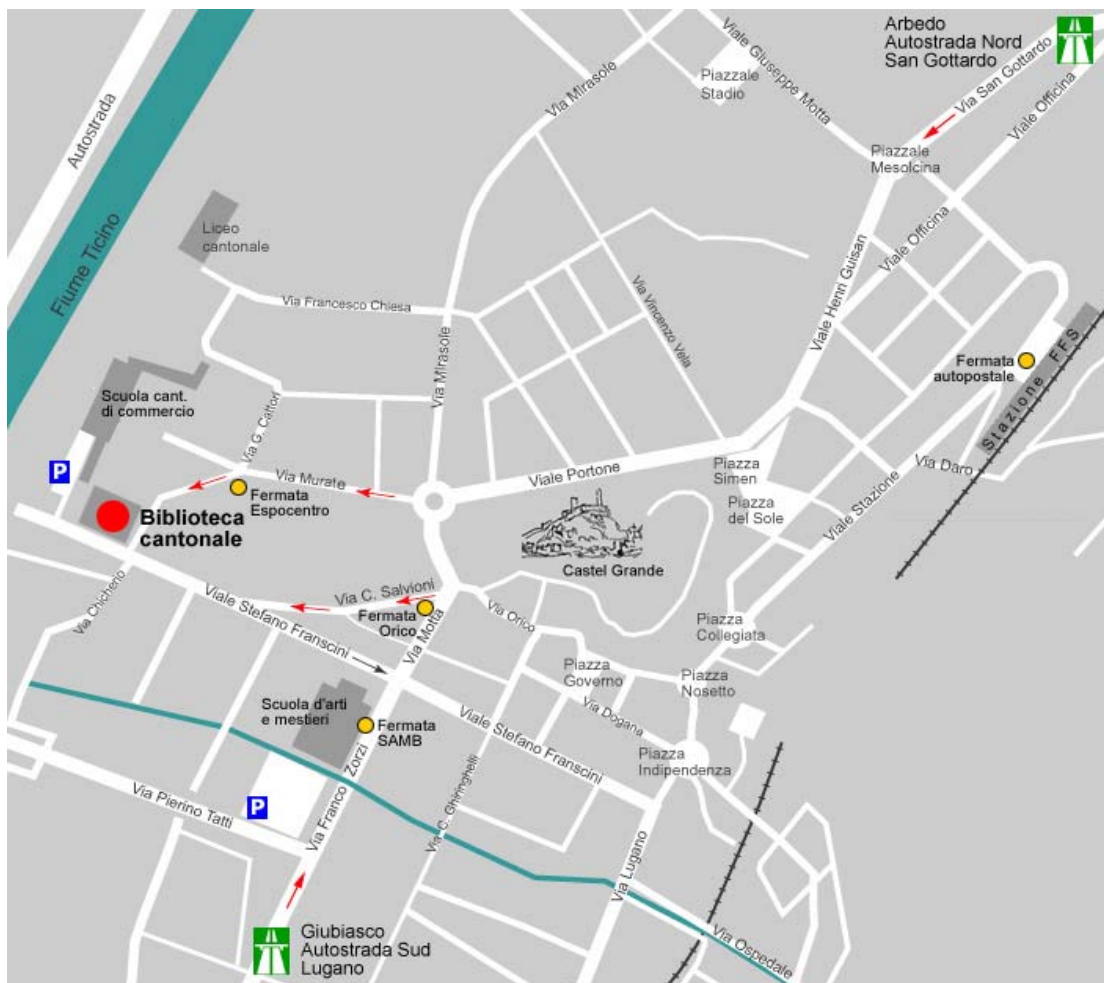 Arbedo
Autostrada Nord
San Gottardo
Viale Giuseppe Motta
Piazzale
Stadio
Via San Gottardo
Viale Officina
Via Mirasole
Autostrada
Piazzale
Mesolcina
Fiume Ticino
Liceo
cantonale
Viale Officina
Via Francesco Chiesa
Via Vincenzo Vela
Viale Henri Guisan
Via Mirasole
Fermata
autopostale
Stazione FFS
Scuola cant.
di commercio
Via G. Cattori
P
Via Murate
Viale Portone
Piazza
Simen
Via Daro
Fermata
Espocentro
Piazza
del Sole
Viale Stazione
Biblioteca
cantonale
Castel Grande
Via C. Salvioni
Via Chicherio
Fermata
Orico
Via Orico
Viale Stefano Franscini
Via Motta
Piazza
Collegiata
Piazza
Governo
Piazza
Nosetto
Scuola d'arti
e mestieri
Fermata
SAMB
Viale Stefano Franscini
Via Dogana
Piazza
Indipendenza
Via Franco Zorzi
Via Pierino Tatti
P
Via C. Ghiringhelli
Via Lugano
Giubiasco
Autostrada Sud
Lugano
Via Ospedale